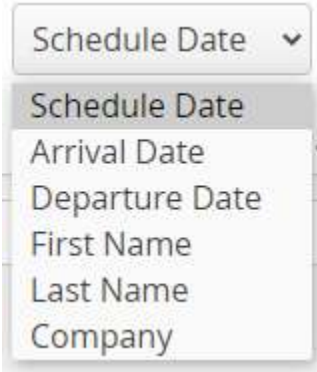 Schedule Date
Schedule Date
Arrival Date
Departure Date
First Name
Last Name
Company